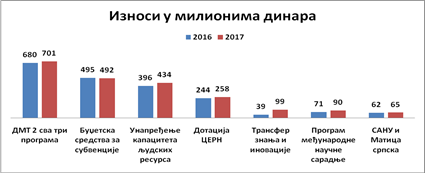 Износи у милионима динара
2016 2017
680 701
495 492
396 434
244 258
39 99
71 90
62 65
ДМТ 2 сва три
програма
Буџетска
средства за
субвенције
Унапређење
капацитета
људских
ресурса
Дотација
ЦЕРН
Трансфер
знања и
иновације
Програм
међународне
научне
сарадње
САНУ и
Матица
српска